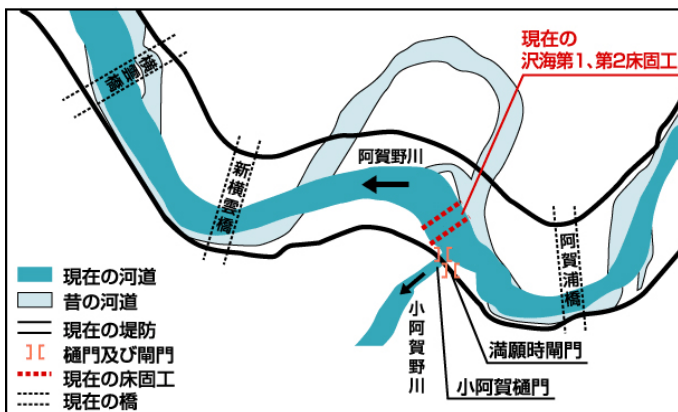 現在の
沢海第1、第2床固工
横雲橋
阿賀野川
新横雲橋
阿賀浦橋
小阿賀野川
満願時閘門
小阿賀樋門
現在の河道
昔の河道
現在の堤防
樋門及び閘門
現在の床固工
現在の橋